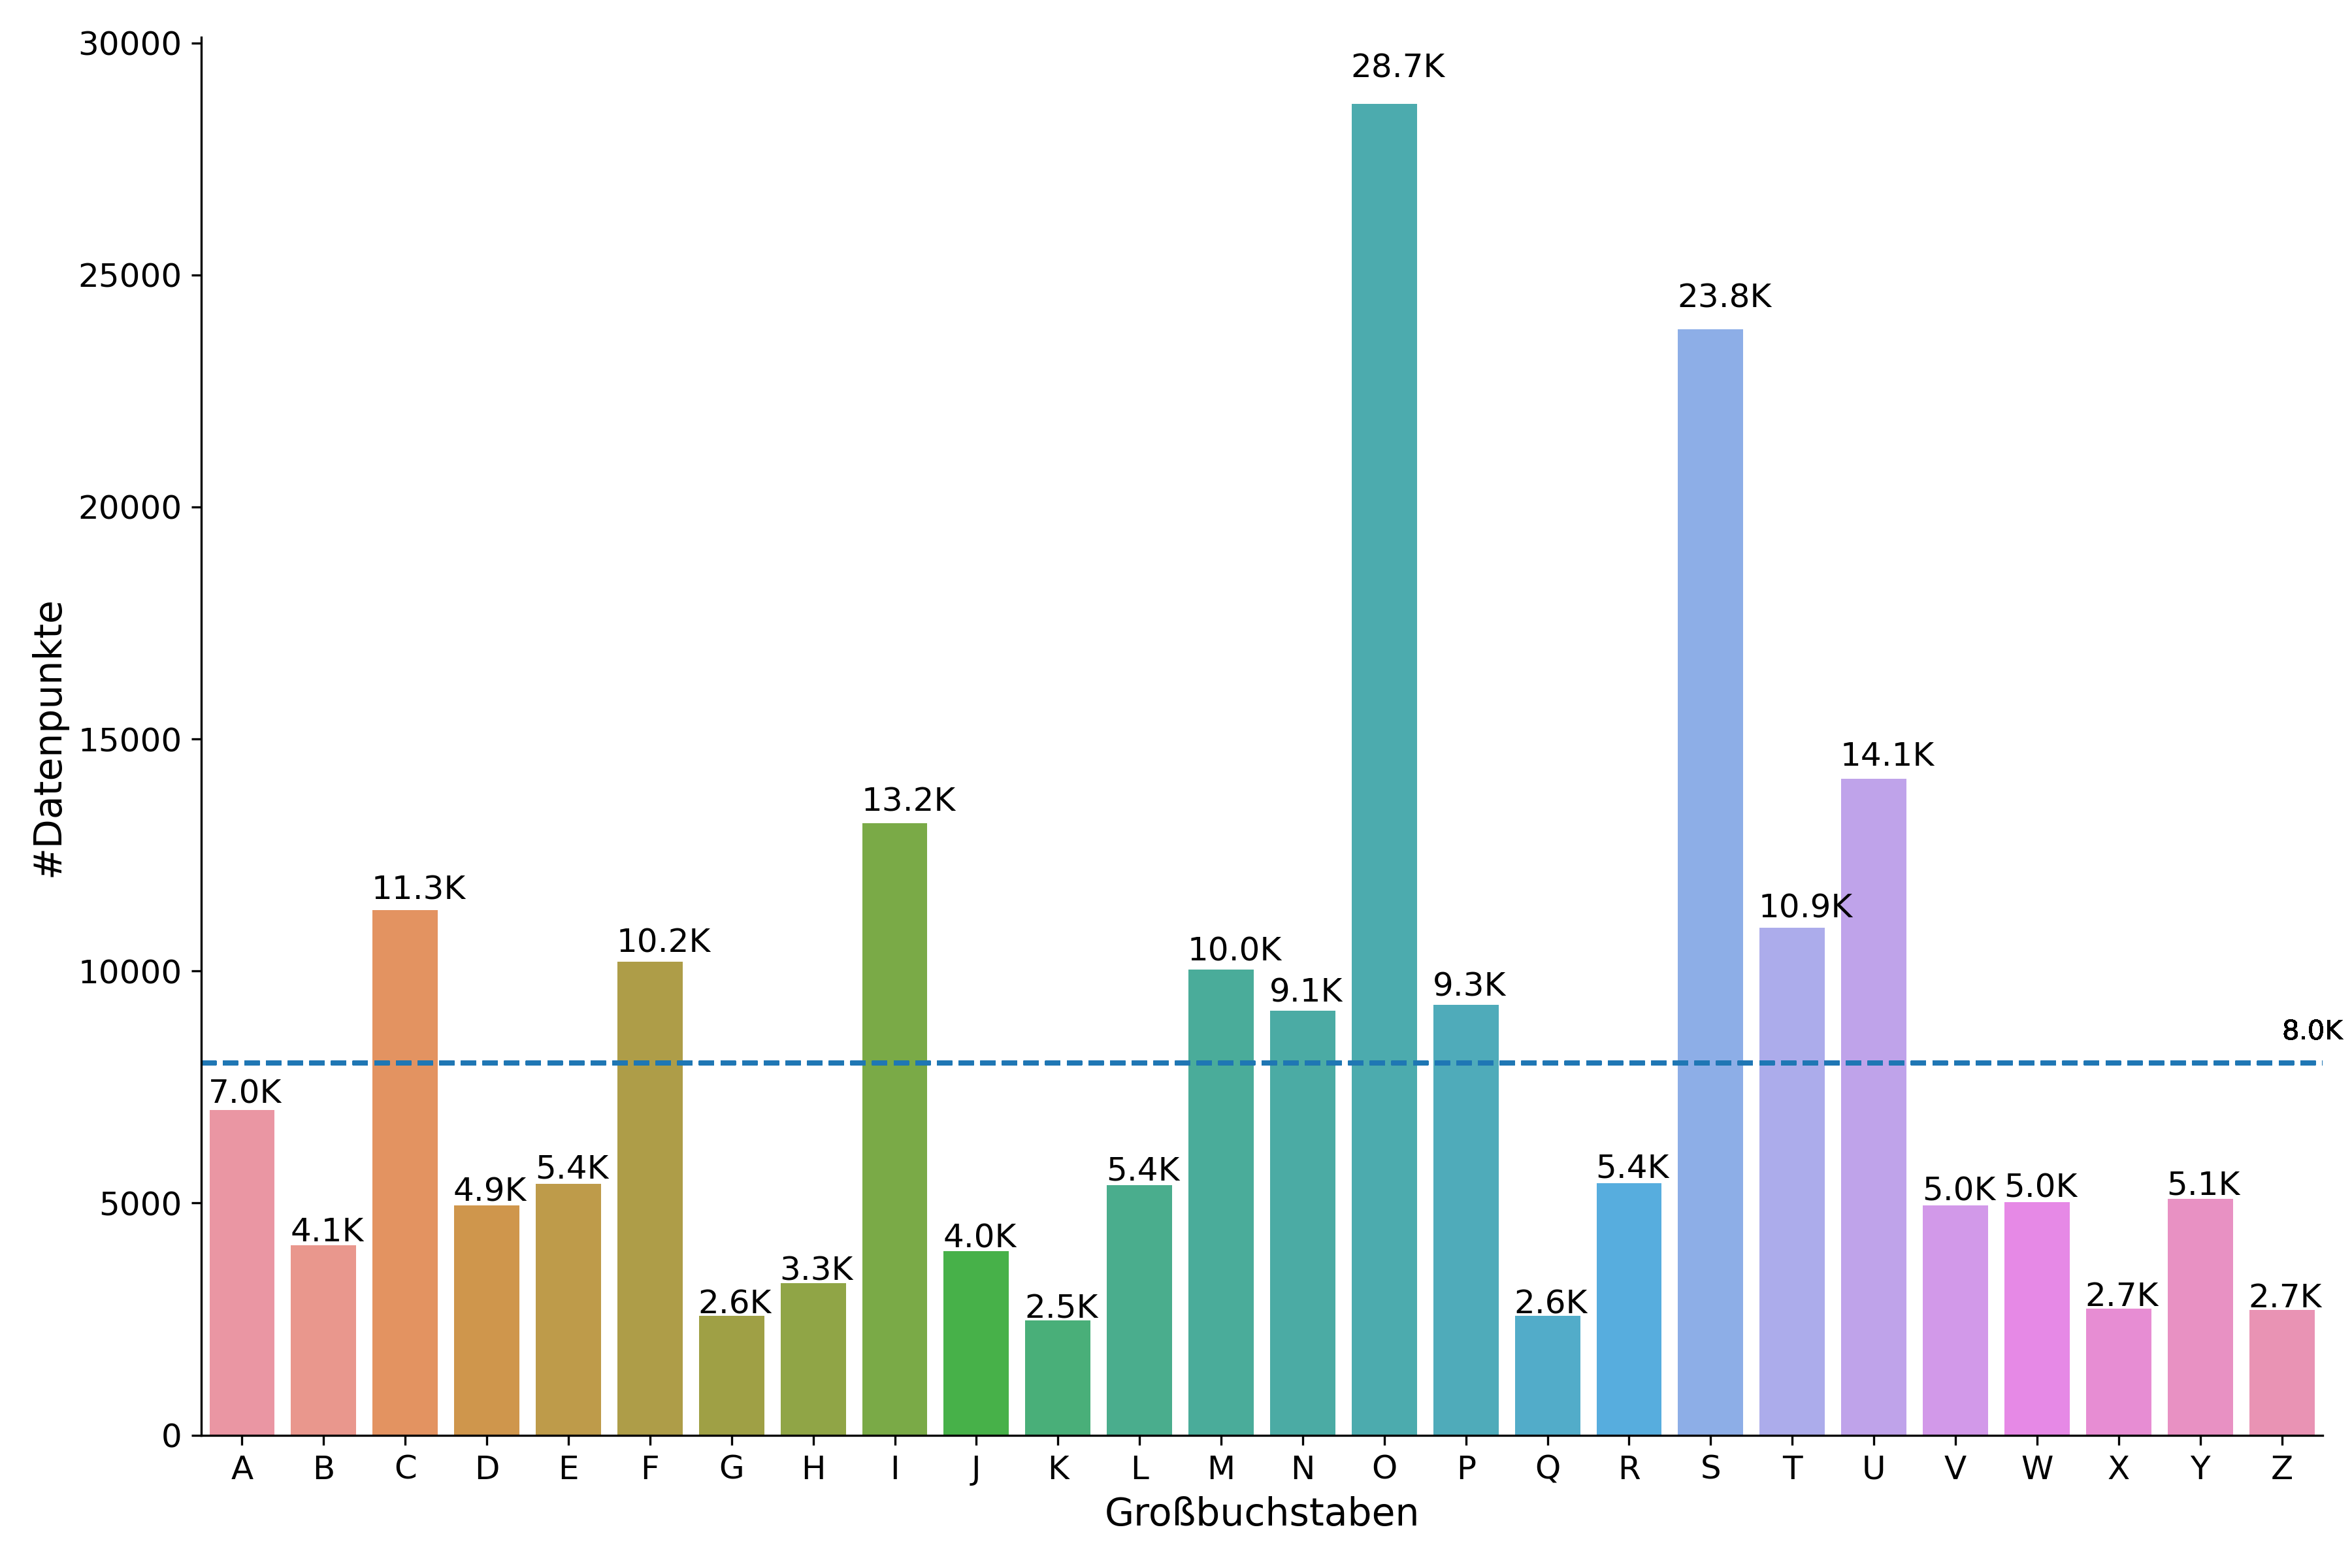 30000
25000
20000
15000
10000
5000
0
#Datenpunkte
7.0K
4.1K
11.3K
4.9K
5.4K
10.2K
2.6K
3.3K
13.2K
4.0K
2.5K
5.4K
10.0K
9.1K
28.7K
9.3K
2.6K
5.4K
23.8K
10.9K
14.1K
5.0K
5.0K
2.7K
5.1K
2.7K
8.0K
A B C D E F G H I J K L M N O P Q R S T U V W X Y Z
Großbuchstaben